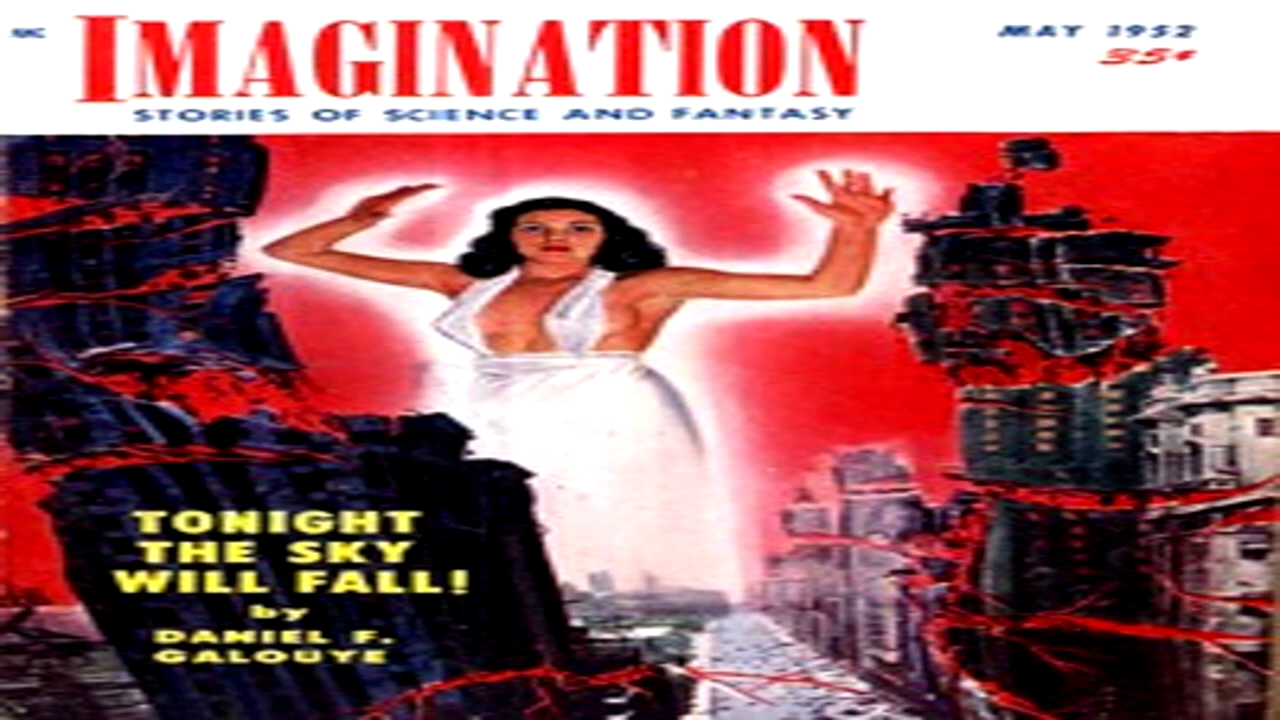 IMAGINATION
STORIES OF SCIENCE AND FANTASY
MAY 1952
35¢
TONIGHT
THE SKY
WILL FALL!
by
DANIEL F.
GALOUYE